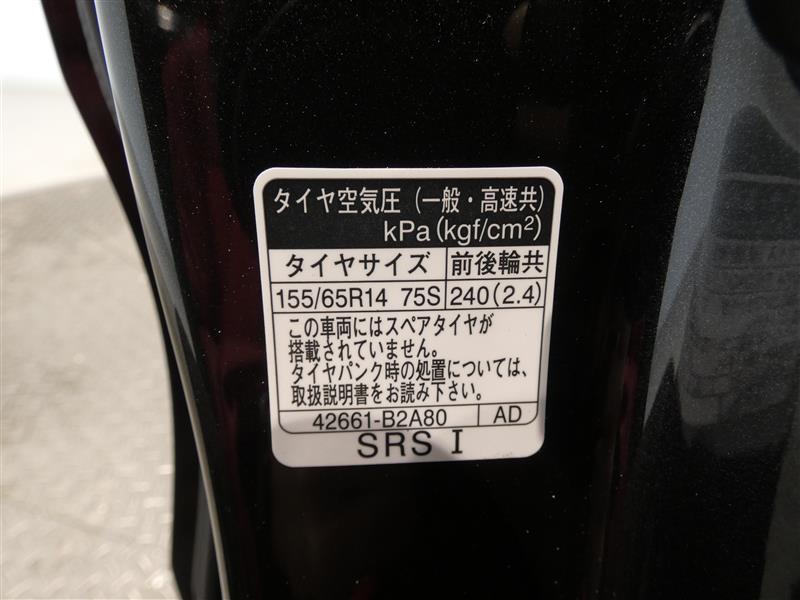 タイヤ空気圧（一般・高速共）
kPa(kgf/cm²)
タイヤサイズ 前後輪共
155/65R14 75S 240(2.4)
この車両にはスペアタイヤが
搭載されていません。
タイヤパンク時の処置については、
取扱説明書をお読み下さい。
42661-B2A80 AD
SRS I